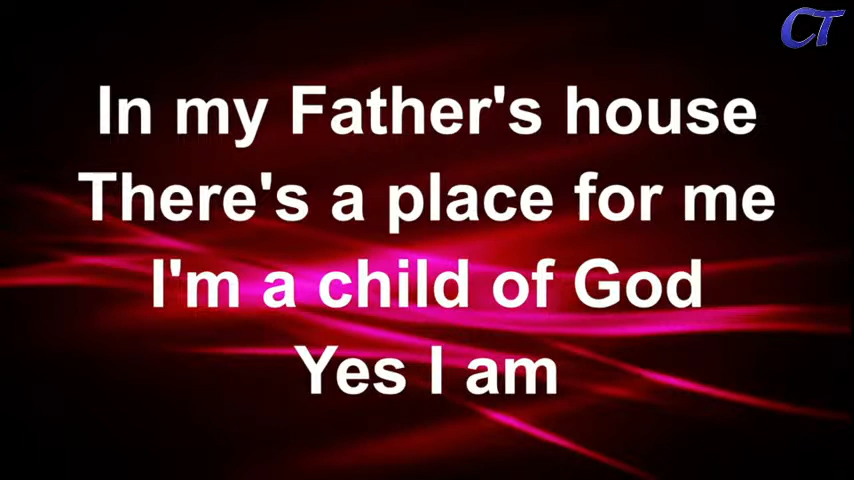 CT
In my Father's house
There's a place for me
I'm a child of God
Yes I am